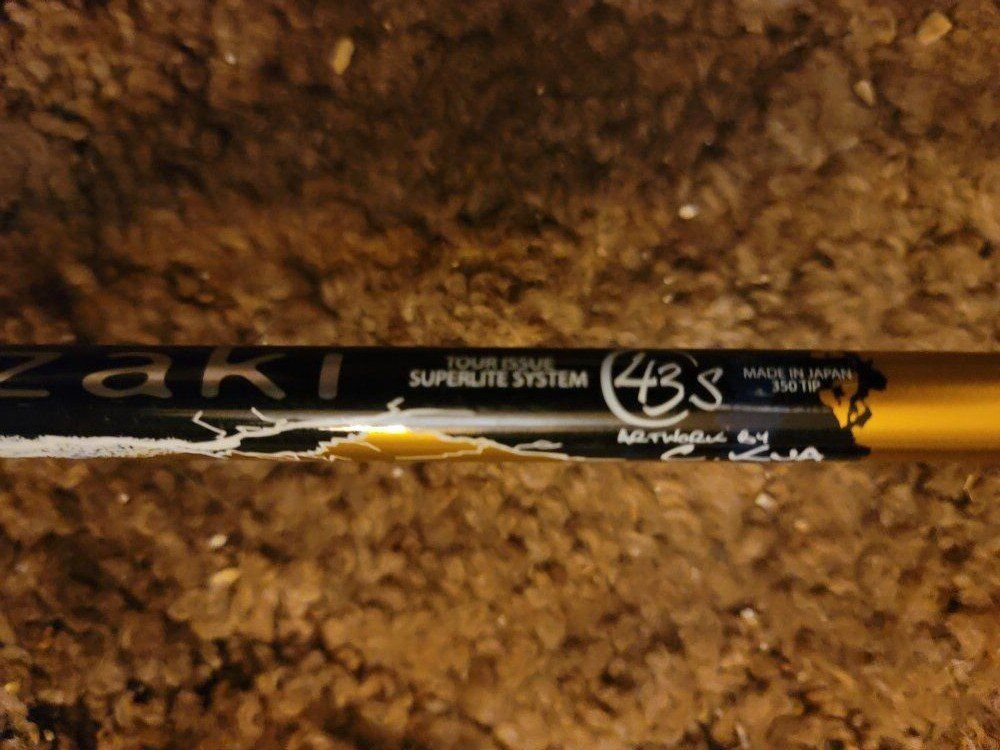 zaki
TOUR ISSUE
SUPERLITE SYSTEM
43s
MADE IN JAPAN
350 TIP
ARTWORK BY